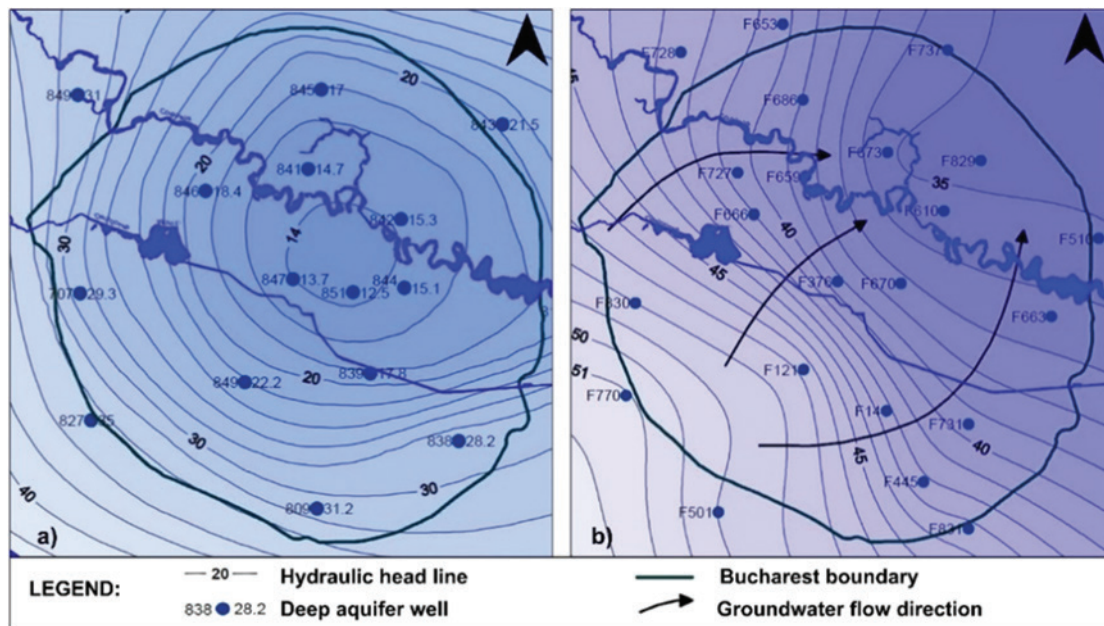 20
849 31
845 17
843 21.5
841 14.7
20
846 18.4
842 15.3
14
30
847 13.7
844
851 12.5
15.1
707 29.3
839 17.8
20
849 22.2
827 35
838 28.2
30
30
40
809 31.2
a)
F653
F728
F737
F686
F673
F829
F727
F659
35
F666
F610
40
F510
45
F376
F670
F330
F663
50
51
F121
F770
F14
F731
40
45
F445
F501
F831
b)
LEGEND:
20 Hydraulic head line
838 28.2 Deep aquifer well
Bucharest boundary
Groundwater flow direction